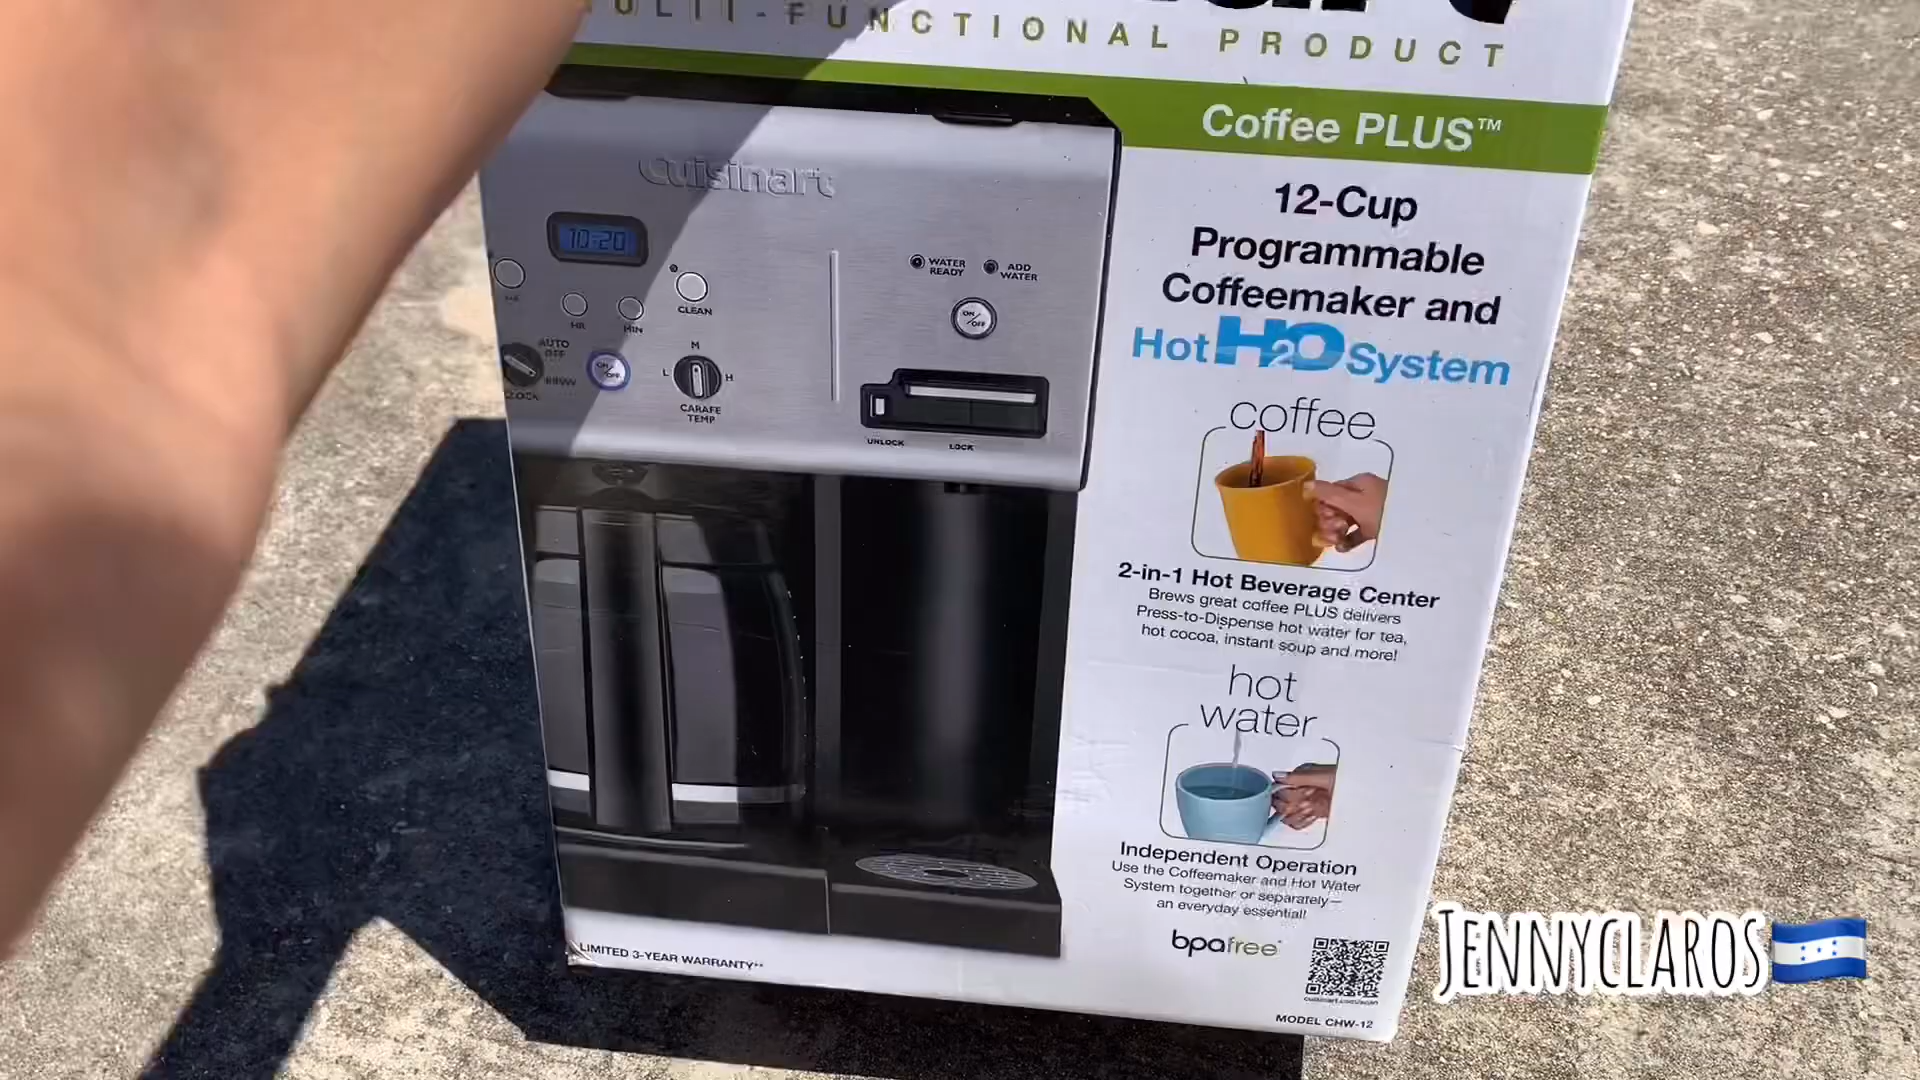 MULTI-FUNCTIONAL PRODUCT
Coffee PLUS™
Cuisinart
10:20
12-Cup
Programmable
Coffeemaker and
Hot H2O System
WATER READY
ADD WATER
CLEAN
HR
MIN
ON/OFF
AUTO OFF
BREW
CLOCK
ON/OFF
M
L
H
CARAFE TEMP
UNLOCK
LOCK
coffee
2-in-1 Hot Beverage Center
Brews great coffee PLUS delivers
Press-to-Dispense hot water for tea,
hot cocoa, instant soup and more!
hot
water
Independent Operation
Use the Coffeemaker and Hot Water
System together or separately—
an everyday essential!
bpafree
LIMITED 3-YEAR WARRANTY**
MODEL CHW-12
JENNYCLAROS